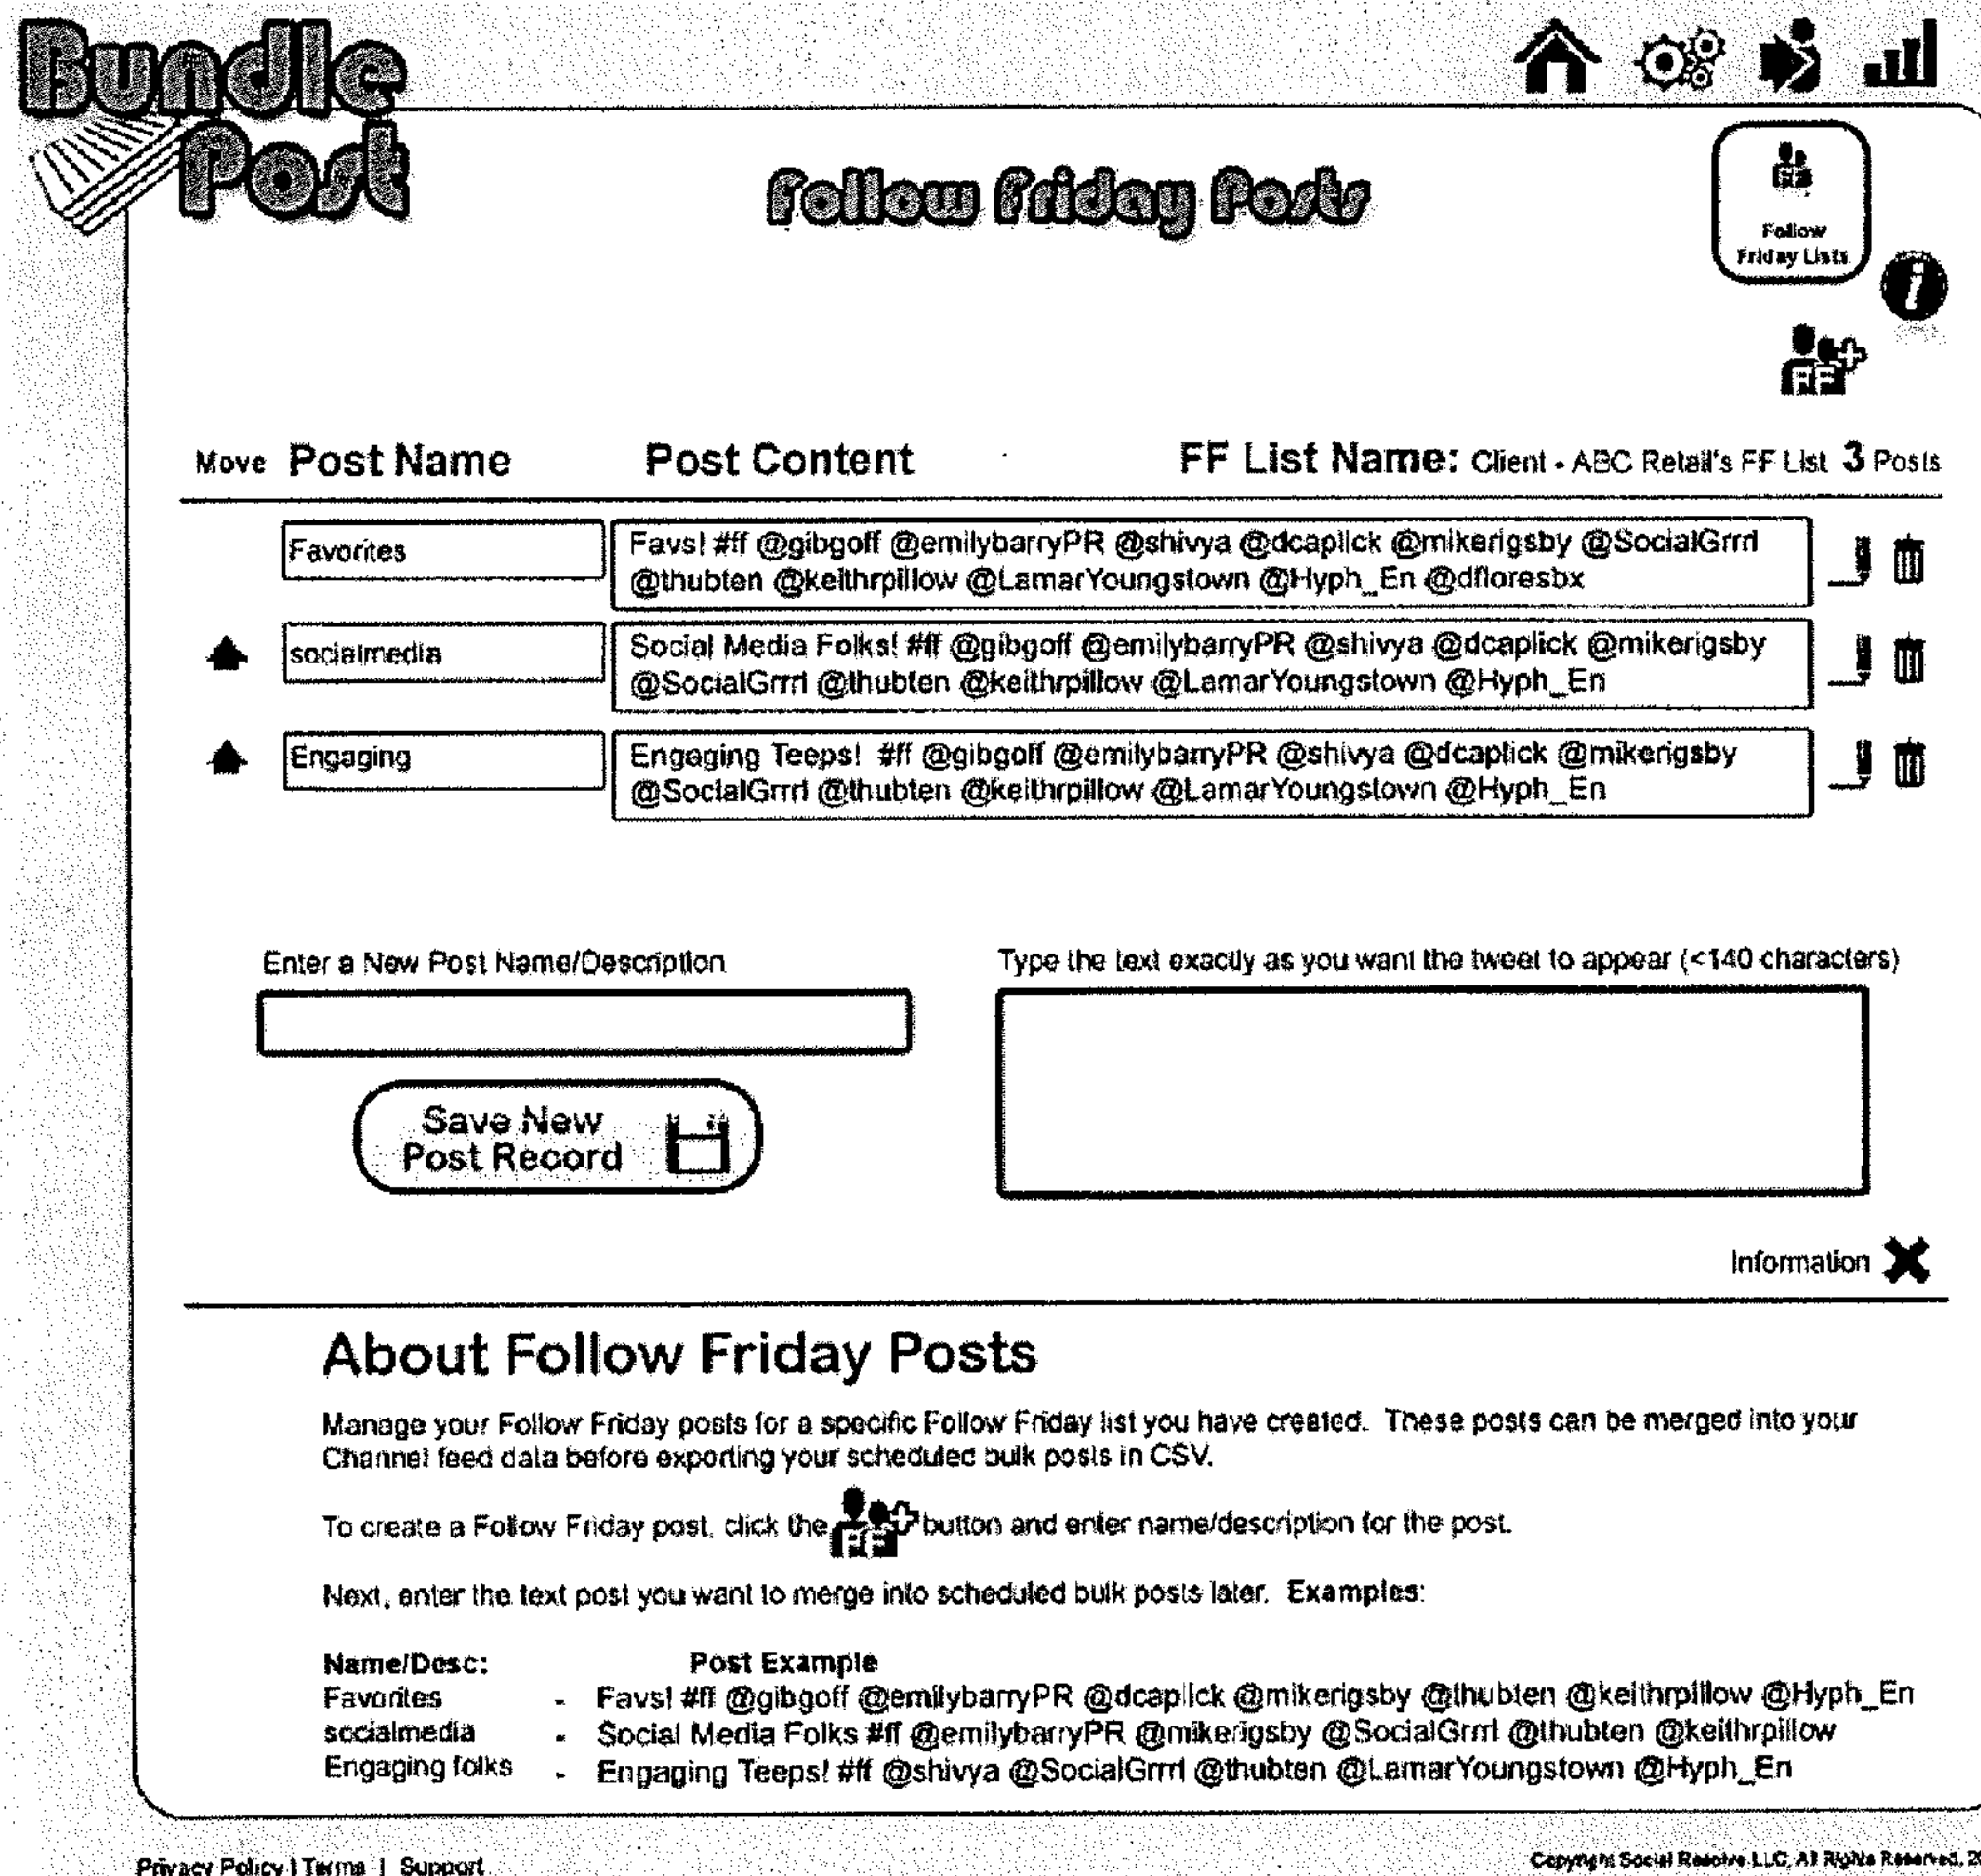 Bundle
Post
Follow Friday Posts
Follow
Friday Lists
i
FF
Move Post Name Post Content FF List Name: Client - ABC Retail's FF List 3 Posts
Favorites
Favs! #ff @gibgoff @emilybarryPR @shivya @dcaplick @mikerigsby @SocialGrrrl
@thubten @keithrpillow @LamarYoungstown @Hyph_En @dfloresbx
socialmedia
Social Media Folks! #ff @gibgoff @emilybarryPR @shivya @dcaplick @mikerigsby
@SocialGrrrl @thubten @keithrpillow @LamarYoungstown @Hyph_En
Engaging
Engaging Teeps! #ff @gibgoff @emilybarryPR @shivya @dcaplick @mikerigsby
@SocialGrrrl @thubten @keithrpillow @LamarYoungstown @Hyph_En
Enter a New Post Name/Description
Type the text exactly as you want the tweet to appear (<140 characters)
Save New
Post Record
Information
About Follow Friday Posts
Manage your Follow Friday posts for a specific Follow Friday list you have created. These posts can be merged into your
Channel feed data before exporting your scheduled bulk posts in CSV.
To create a Follow Friday post, click the FF button and enter name/description for the post.
Next, enter the text post you want to merge into scheduled bulk posts later. Examples:
Name/Desc: Post Example
Favorites - Favs! #ff @gibgoff @emilybarryPR @dcaplick @mikerigsby @thubten @keithrpillow @Hyph_En
socialmedia - Social Media Folks #ff @emilybarryPR @mikerigsby @SocialGrrrl @thubten @keithrpillow
Engaging folks - Engaging Teeps! #ff @shivya @SocialGrrrl @thubten @LamarYoungstown @Hyph_En
Privacy Policy | Terms | Support
Copyright Social Resolve LLC, All Rights Reserved.